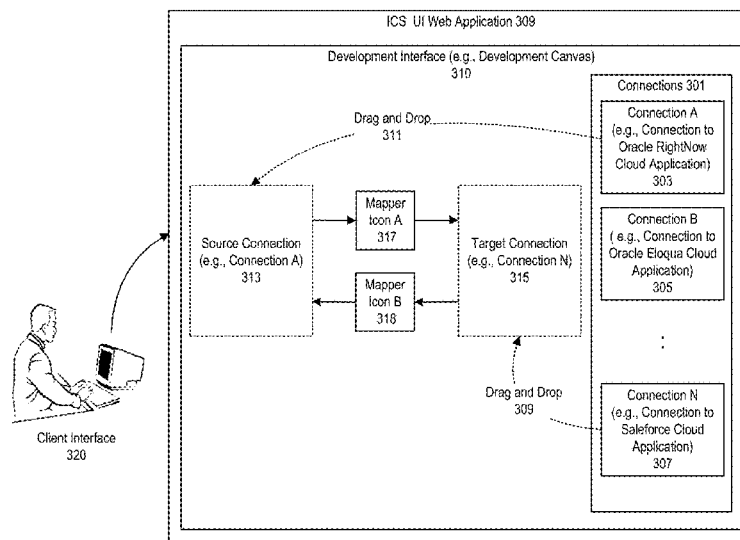 ICS UI Web Application 309
Development Interface (e.g., Development Canvas)
310
Connections 301
Connection A
(e.g., Connection to
Oracle RightNow
Cloud Application)
303
Drag and Drop
311
Source Connection
(e.g., Connection A)
313
Mapper
Icon A
317
Target Connection
(e.g., Connection N)
315
Mapper
Icon B
318
Connection B
( e.g., Connection to
Oracle Eloqua Cloud
Application)
305
:
Drag and Drop
309
Connection N
(e.g., Connection to
Saleforce Cloud
Application)
307
Client Interface
320